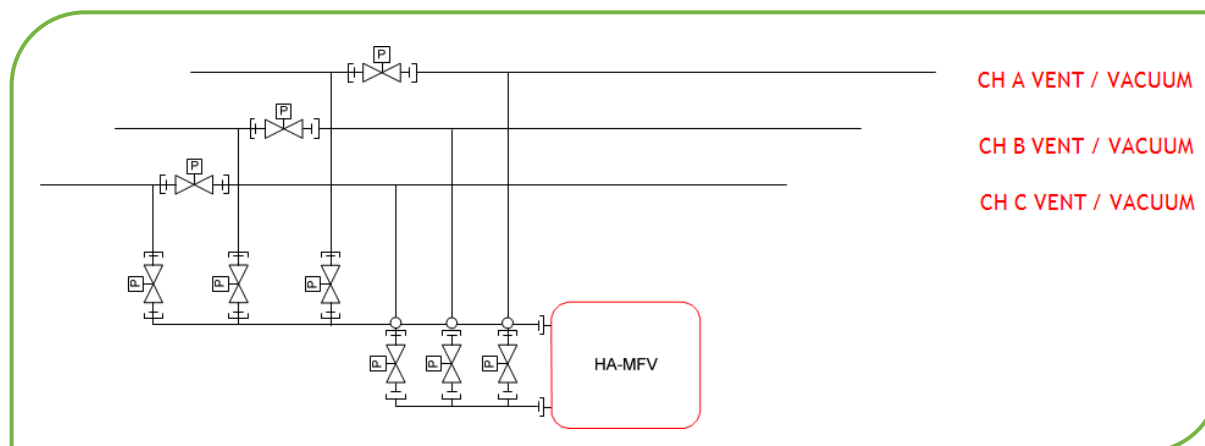 P
CH A VENT / VACUUM
P
CH B VENT / VACUUM
P
CH C VENT / VACUUM
P
P
P
P
P
P
HA-MFV